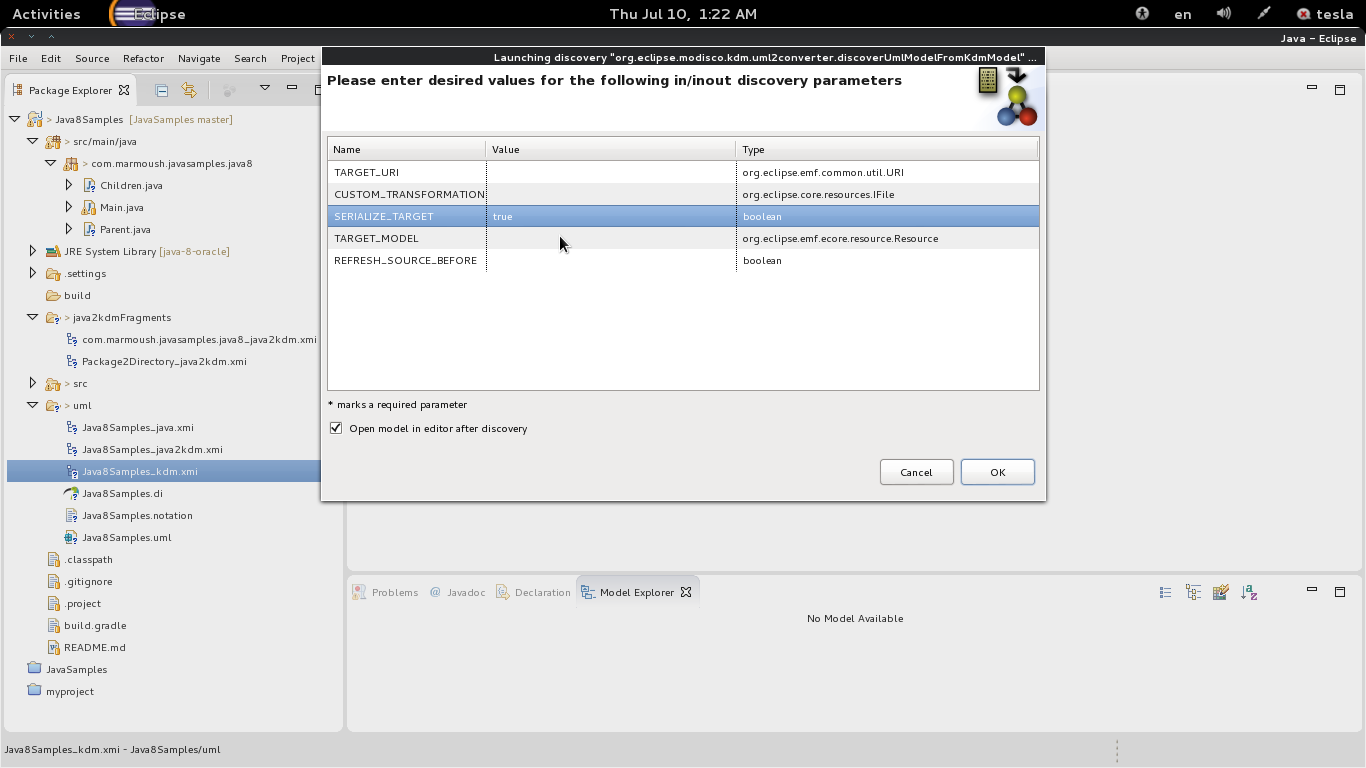 Activities Eclipse Thu Jul 10, 1:22 AM en tesla
Java – Eclipse
File Edit Source Refactor Navigate Search Project
Launching discovery "org.eclipse.modisco.kdm.uml2converter.discoverUmlModelFromKdmModel" ...
Please enter desired values for the following in/inout discovery parameters
Name Value Type
TARGET_URI org.eclipse.emf.common.util.URI
CUSTOM_TRANSFORMATION org.eclipse.core.resources.IFile
SERIALIZE_TARGET true boolean
TARGET_MODEL org.eclipse.emf.ecore.resource.Resource
REFRESH_SOURCE_BEFORE boolean
* marks a required parameter
Open model in editor after discovery
Cancel OK
Package Explorer
> Java8Samples [JavaSamples master]
> src/main/java
> com.marmoush.javasamples.java8
> Children.java
> Main.java
> Parent.java
JRE System Library [java-8-oracle]
> .settings
build
> java2kdmFragments
com.marmoush.javasamples.java8_java2kdm.xmi
Package2Directory_java2kdm.xmi
> src
> uml
Java8Samples_java.xmi
Java8Samples_java2kdm.xmi
Java8Samples_kdm.xmi
Java8Samples.di
Java8Samples.notation
Java8Samples.uml
.classpath
.gitignore
.project
build.gradle
README.md
JavaSamples
myproject
Problems @ Javadoc Declaration Model Explorer
No Model Available
Java8Samples_kdm.xmi - Java8Samples/uml